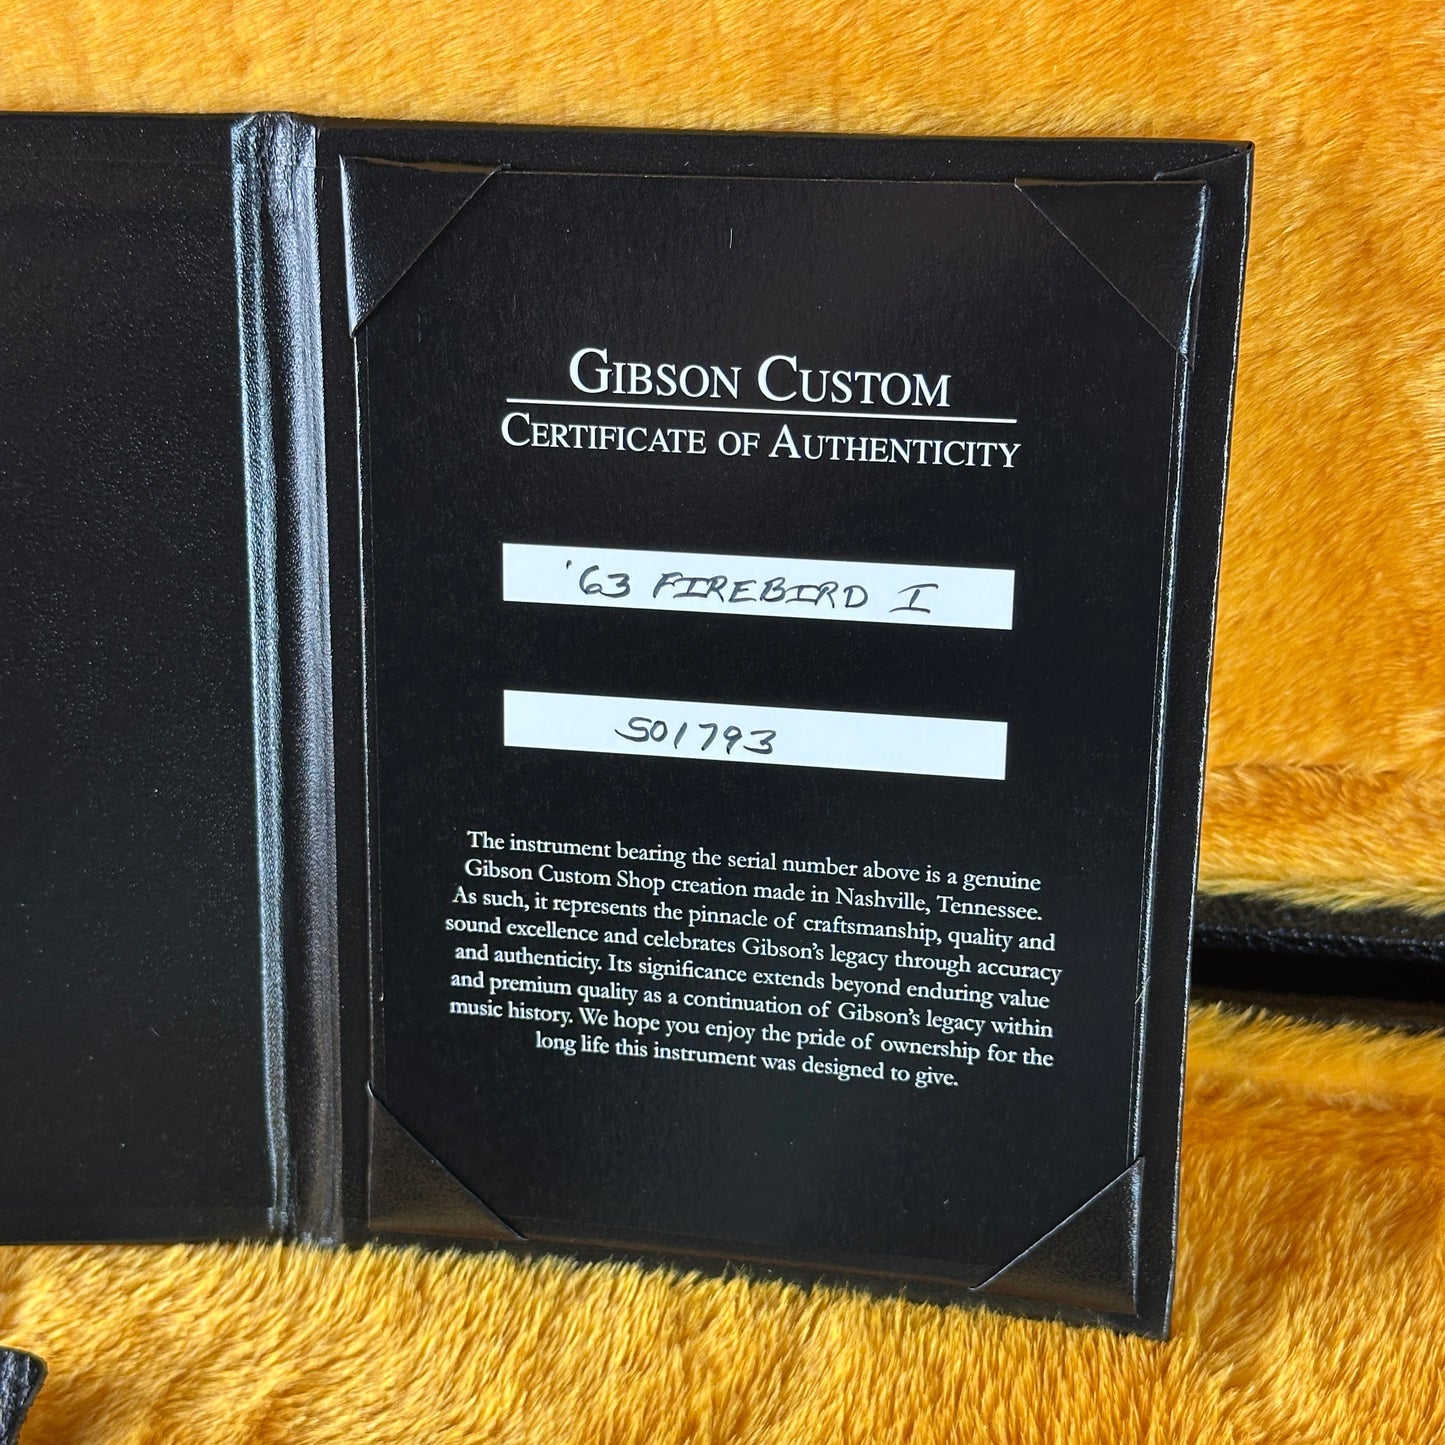 GIBSON CUSTOM
CERTIFICATE OF AUTHENTICITY
'63 FIREBIRD I
S01793
The instrument bearing the serial number above is a genuine
Gibson Custom Shop creation made in Nashville, Tennessee.
As such, it represents the pinnacle of craftsmanship, quality and
sound excellence and celebrates Gibson's legacy through accuracy
and authenticity. Its significance extends beyond enduring value
and premium quality as a continuation of Gibson's legacy within
music history. We hope you enjoy the pride of ownership for the
long life this instrument was designed to give.